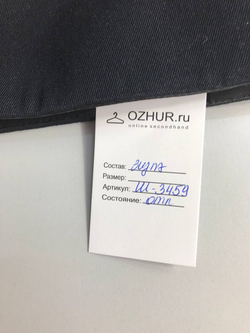 OZHUR.ru
online secondhand
Состав:
Размер:
Артикул: Ш-3459
Состояние: отл